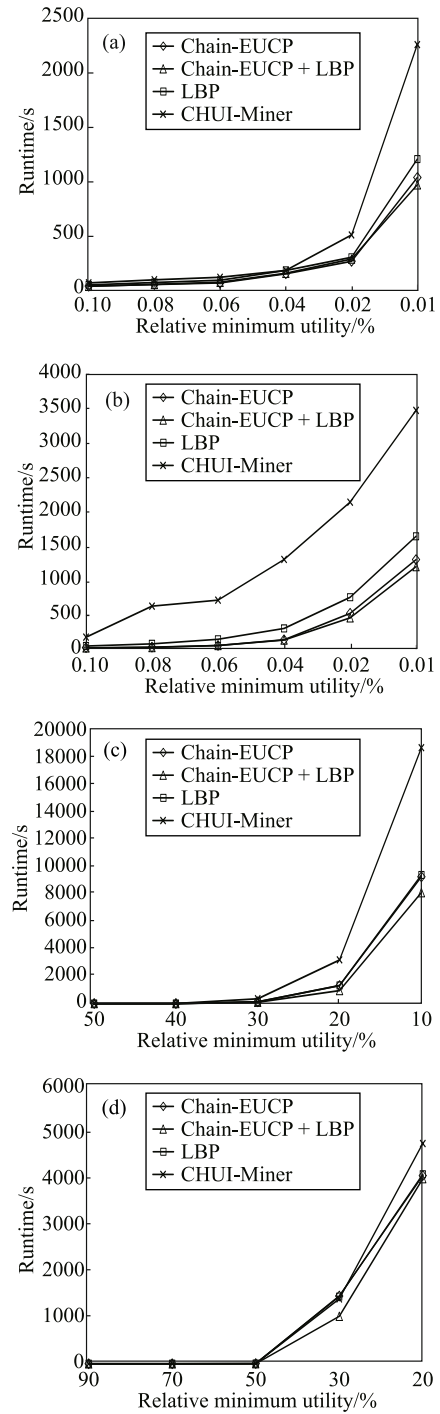 (a)
Chain-EUCP
Chain-EUCP + LBP
LBP
CHUI-Miner
Runtime/s
2500
2000
1500
1000
500
0
0.10 0.08 0.06 0.04 0.02 0.01
Relative minimum utility/%
(b)
Chain-EUCP
Chain-EUCP + LBP
LBP
CHUI-Miner
Runtime/s
4000
3500
3000
2500
2000
1500
1000
500
0
0.10 0.08 0.06 0.04 0.02 0.01
Relative minimum utility/%
(c)
Chain-EUCP
Chain-EUCP + LBP
LBP
CHUI-Miner
Runtime/s
20000
18000
16000
14000
12000
10000
8000
6000
4000
2000
0
50 40 30 20 10
Relative minimum utility/%
(d)
Chain-EUCP
Chain-EUCP + LBP
LBP
CHUI-Miner
Runtime/s
6000
5000
4000
3000
2000
1000
0
90 70 50 30 20
Relative minimum utility/%